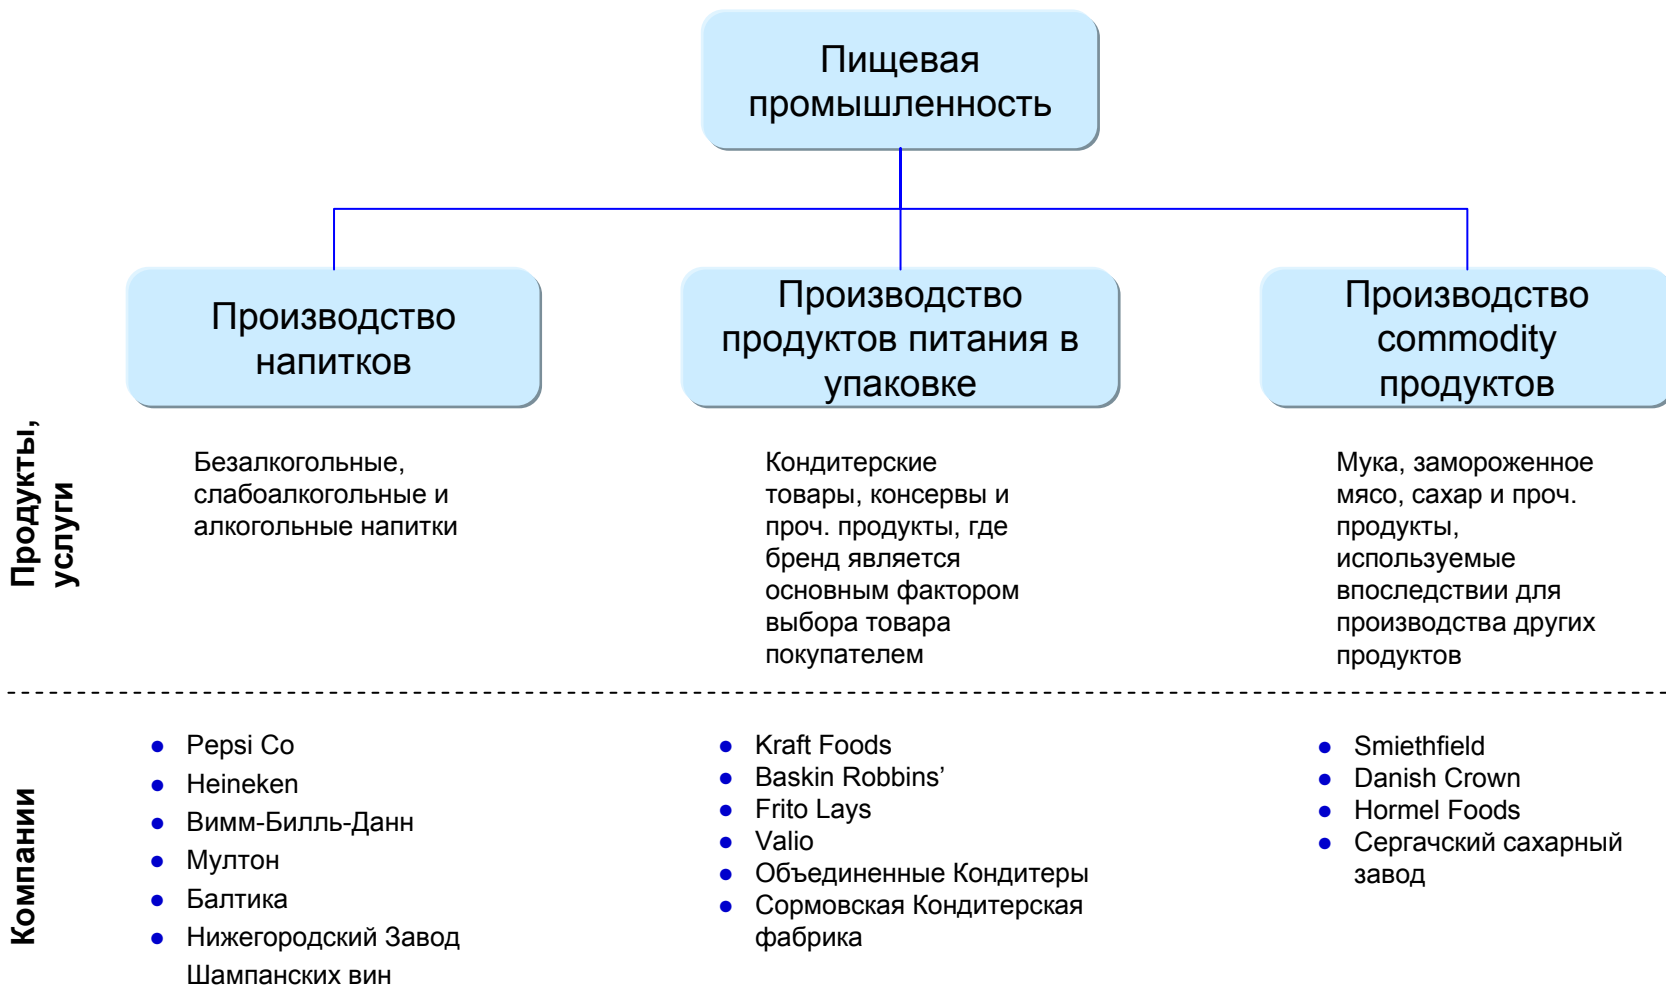 Пищевая
промышленность
Производство
напитков
Производство
продуктов питания в
упаковке
Производство
commodity
продуктов
Продукты,
услуги
Безалкогольные,
слабоалкогольные и
алкогольные напитки
Кондитерские
товары, консервы и
проч. продукты, где
бренд является
основным фактором
выбора товара
покупателем
Мука, замороженное
мясо, сахар и проч.
продукты,
используемые
впоследствии для
производства других
продуктов
Компании
Pepsi Co
Heineken
Вимм-Билль-Данн
Мултон
Балтика
Нижегородский Завод
Шампанских вин
Kraft Foods
Baskin Robbins’
Frito Lays
Valio
Объединенные Кондитеры
Сормовская Кондитерская
фабрика
Smiethfield
Danish Crown
Hormel Foods
Сергачский сахарный
завод